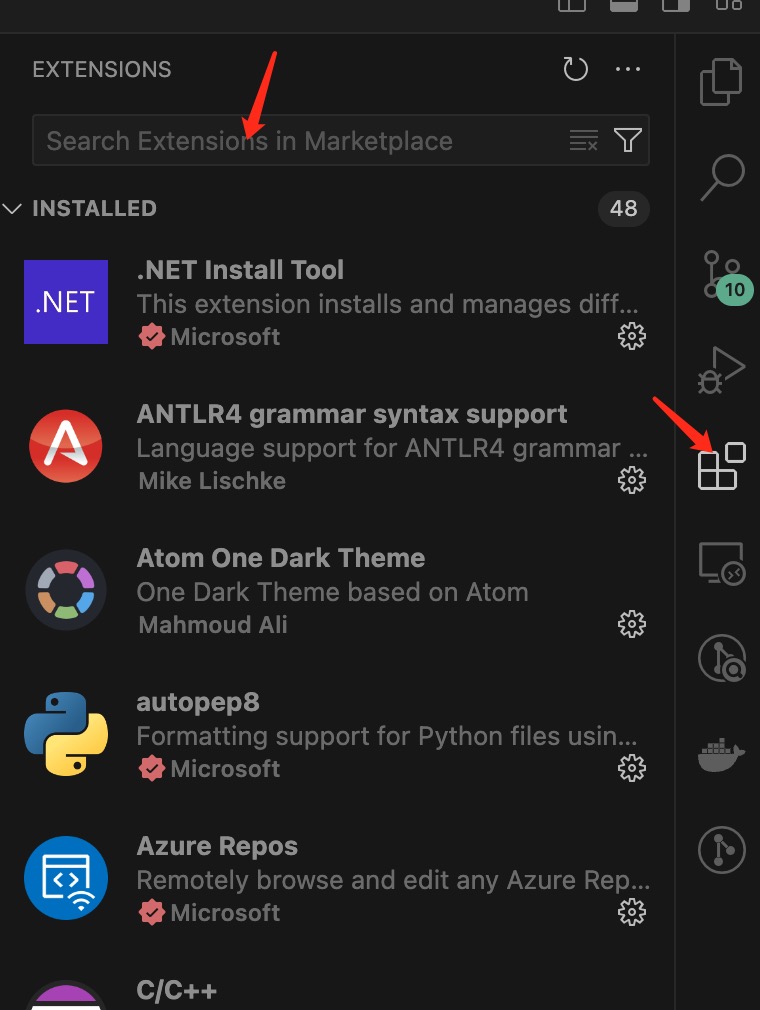 EXTENSIONS
Search Extensions in Marketplace
INSTALLED 48
.NET
.NET Install Tool
This extension installs and manages diff...
Microsoft
10
ANTLR4 grammar syntax support
Language support for ANTLR4 grammar ...
Mike Lischke
Atom One Dark Theme
One Dark Theme based on Atom
Mahmoud Ali
autopep8
Formatting support for Python files usin...
Microsoft
Azure Repos
Remotely browse and edit any Azure Rep...
Microsoft
C/C++